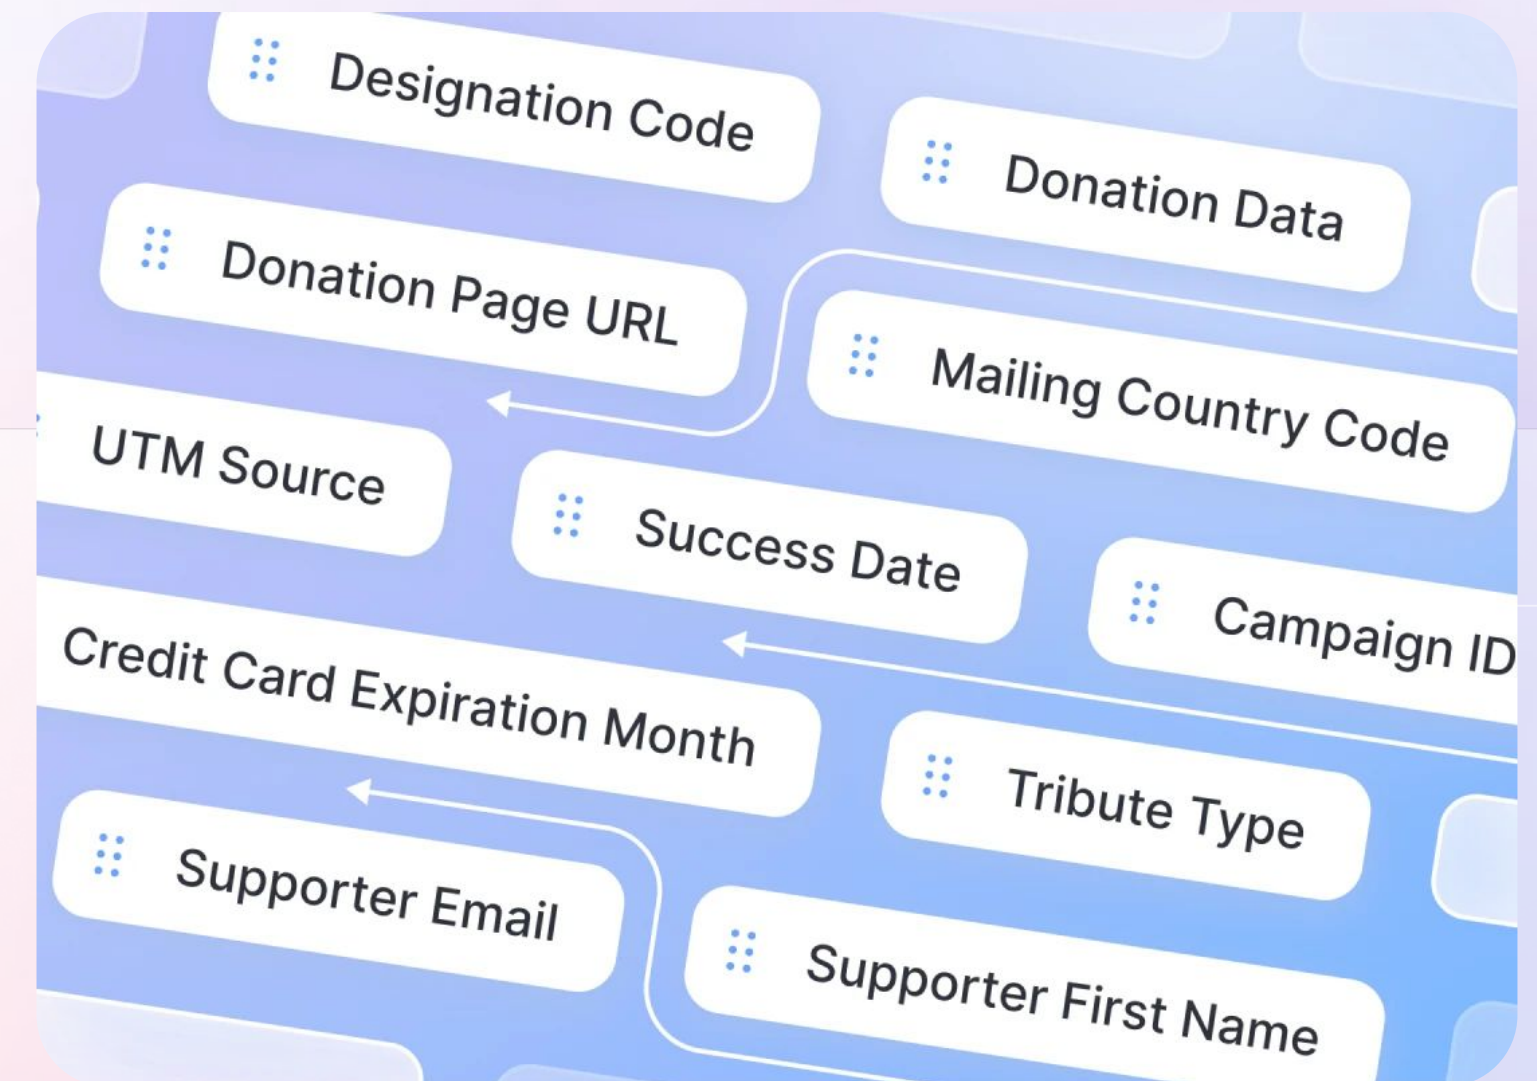 Designation Code
Donation Data
Donation Page URL
Mailing Country Code
UTM Source
Success Date
Campaign ID
Credit Card Expiration Month
Tribute Type
Supporter Email
Supporter First Name